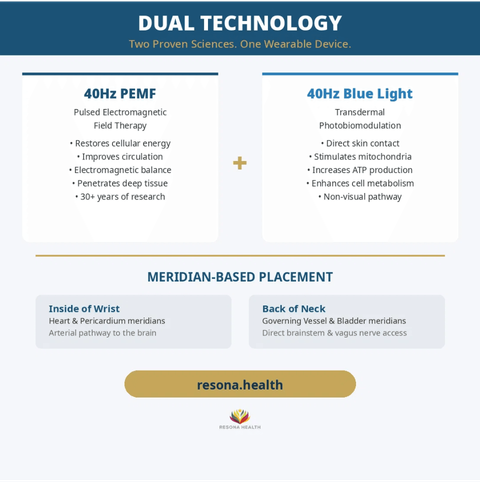 DUAL TECHNOLOGY
Two Proven Sciences. One Wearable Device.
40Hz PEMF
Pulsed Electromagnetic
Field Therapy
• Restores cellular energy
• Improves circulation
• Electromagnetic balance
• Penetrates deep tissue
• 30+ years of research
+
40Hz Blue Light
Transdermal
Photobiomodulation
• Direct skin contact
• Stimulates mitochondria
• Increases ATP production
• Enhances cell metabolism
• Non-visual pathway
MERIDIAN-BASED PLACEMENT
Inside of Wrist
Heart & Pericardium meridians
Arterial pathway to the brain
Back of Neck
Governing Vessel & Bladder meridians
Direct brainstem & vagus nerve access
resona.health
RESONA HEALTH